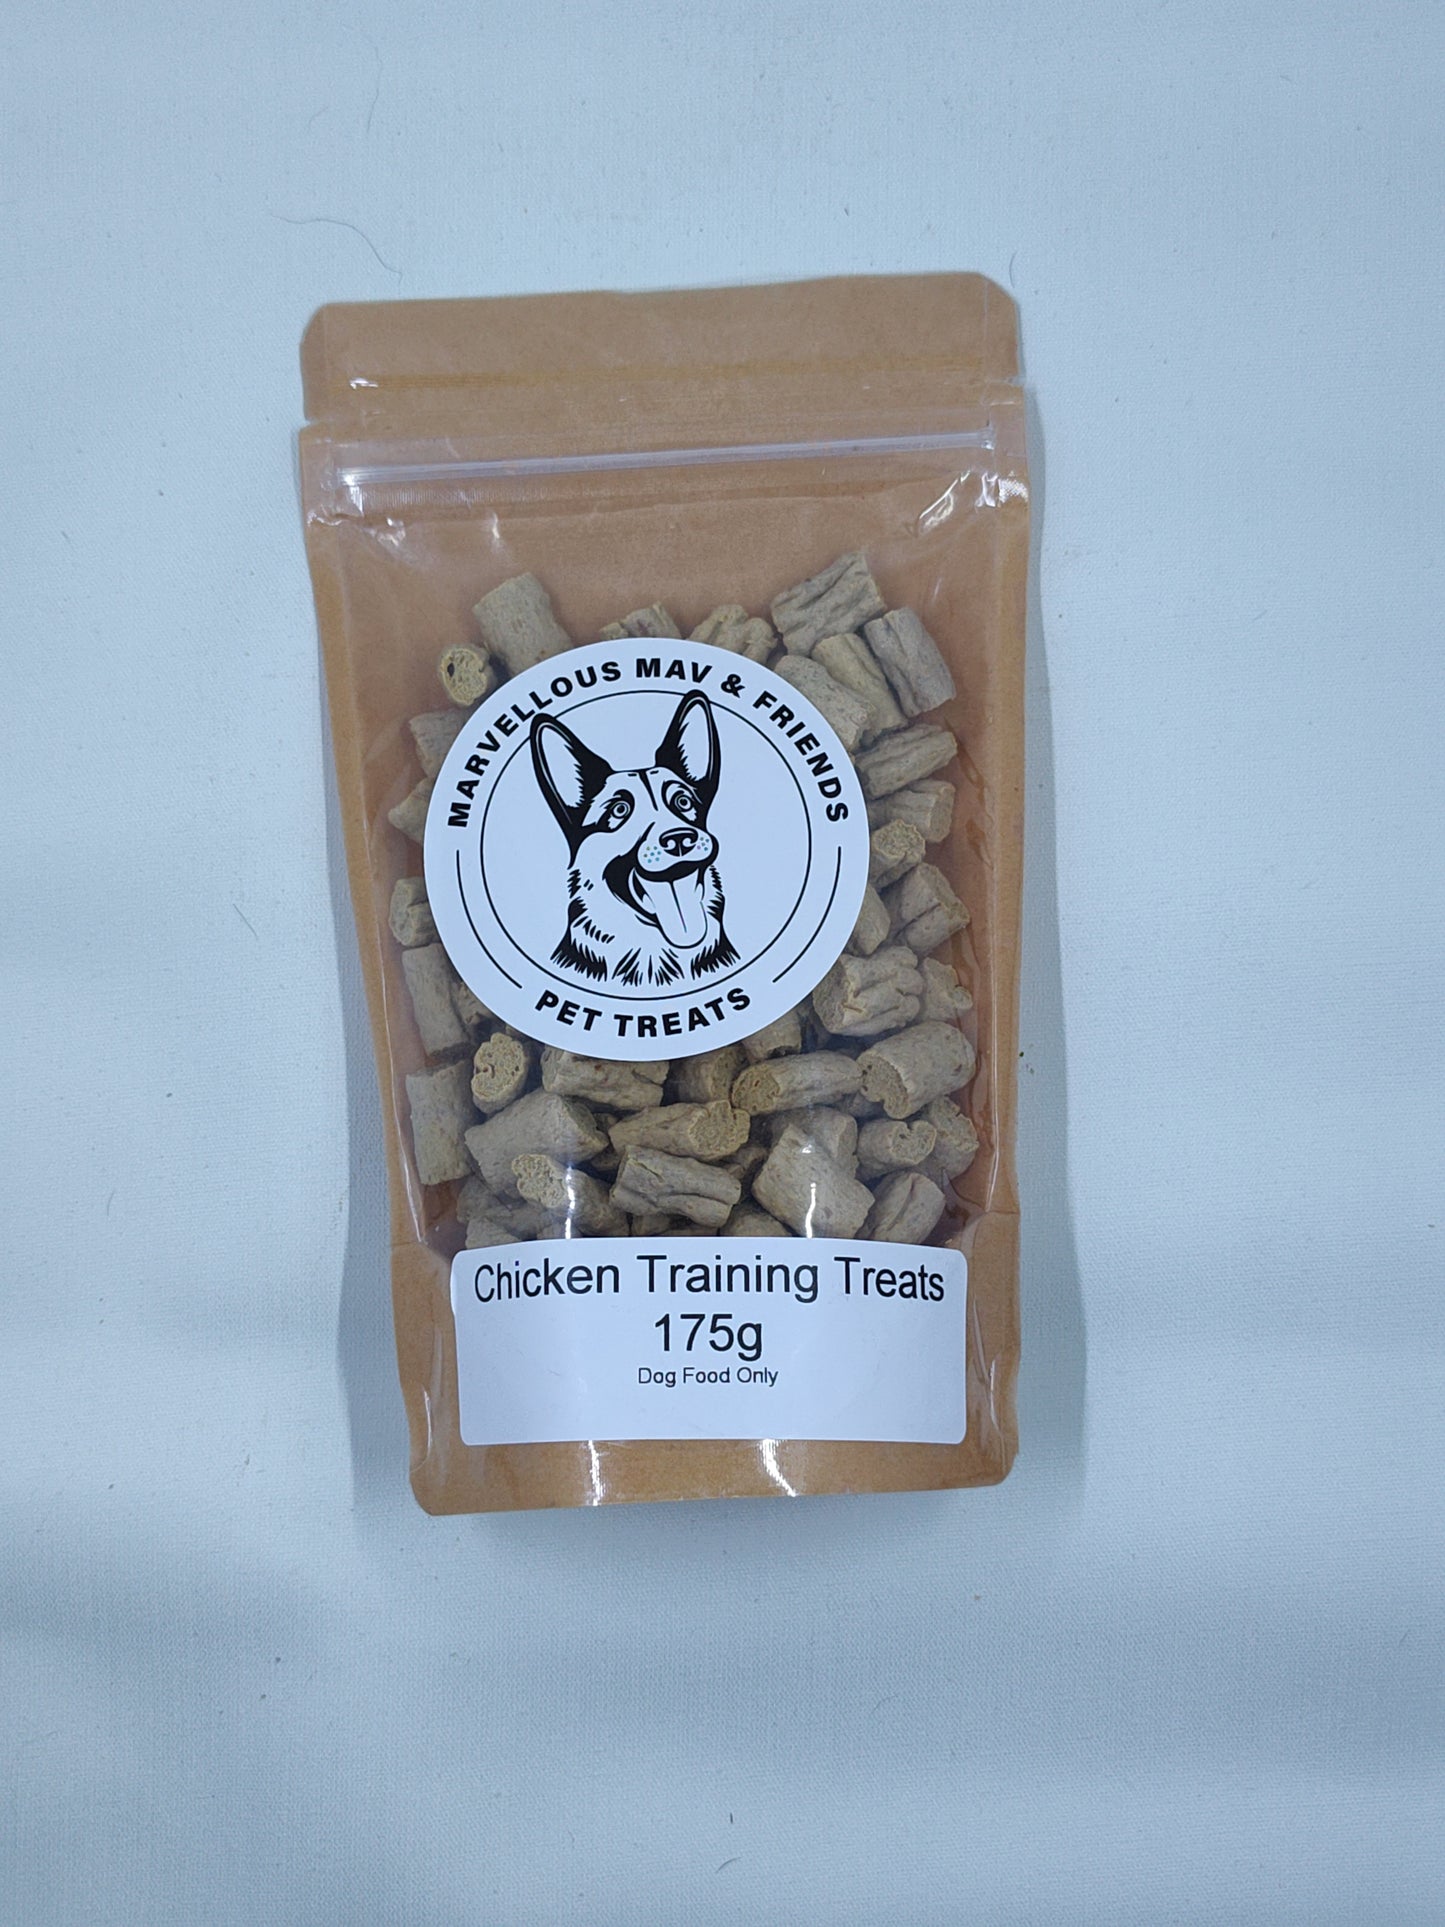 MARVELLOUS MAV & FRIENDS
PET TREATS
Chicken Training Treats
175g
Dog Food Only